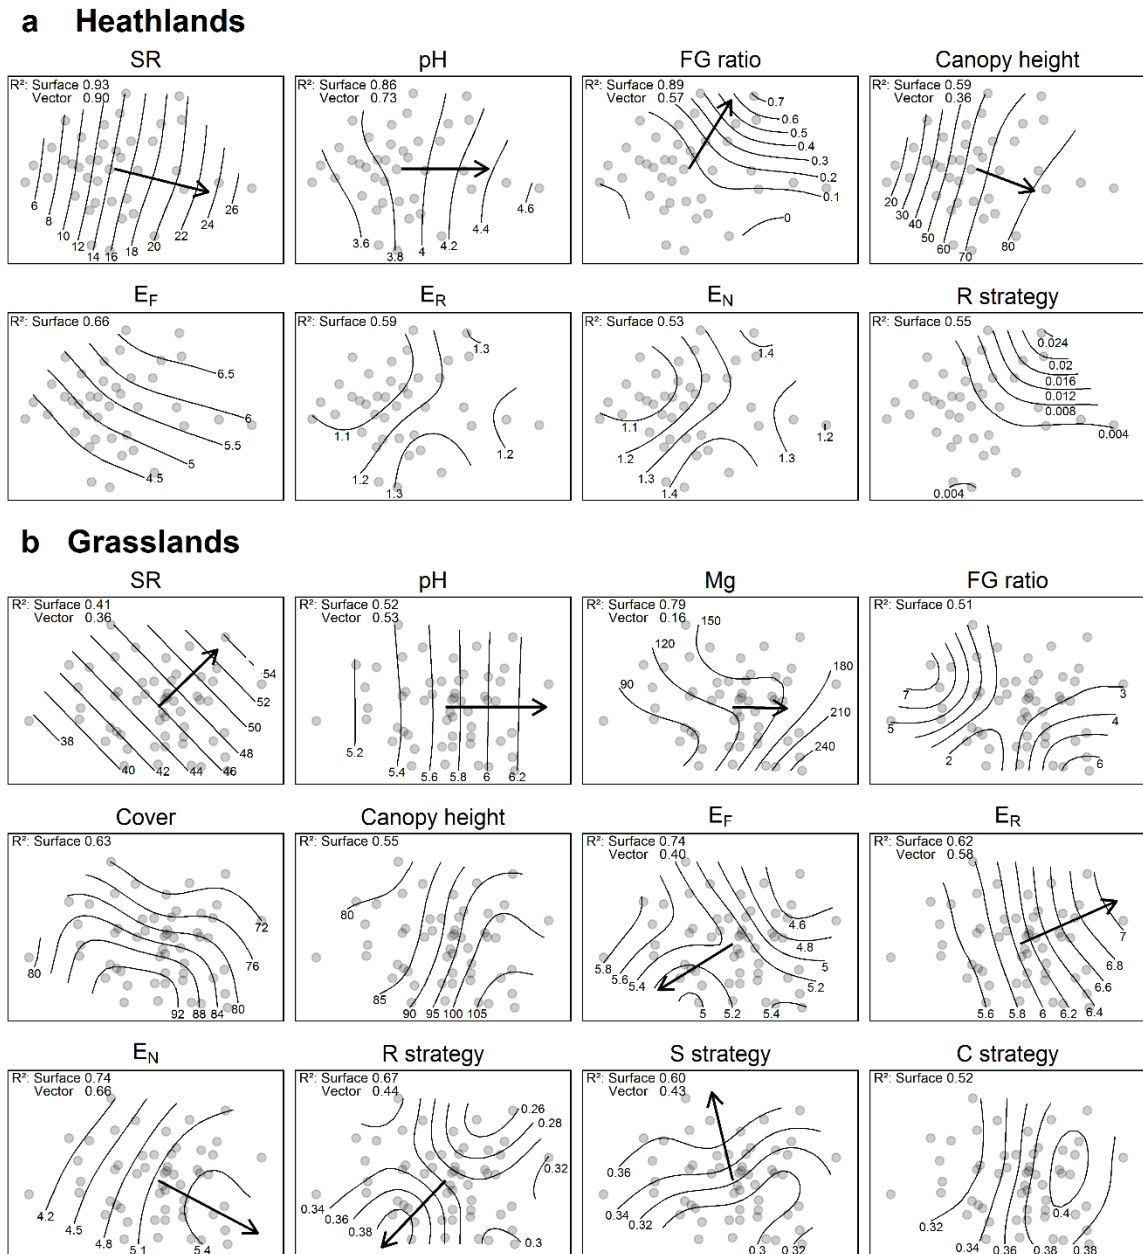 a Heathlands
SR
R²: Surface 0.93
Vector 0.90
6
8
10
12
14
16
18
20
22
24
26
pH
R²: Surface 0.86
Vector 0.73
3.6
3.8
4
4.2
4.4
4.6
FG ratio
R²: Surface 0.89
Vector 0.57
0.7
0.6
0.5
0.4
0.3
0.2
0.1
0
Canopy height
R²: Surface 0.59
Vector 0.36
20
30
40
50
60
70
80
E_F
R²: Surface 0.66
6.5
6
5.5
5
4.5
E_R
R²: Surface 0.59
1.3
1.1
1.2
1.2
1.3
E_N
R²: Surface 0.53
1.4
1.1
1.2
1.2
1.3
1.3
1.4
R strategy
R²: Surface 0.55
0.024
0.02
0.016
0.012
0.008
0.004
0.004
b Grasslands
SR
R²: Surface 0.41
Vector 0.36
54
52
50
48
38
40
42
44
46
pH
R²: Surface 0.52
Vector 0.53
5.2
5.4
5.6
5.8
6
6.2
Mg
R²: Surface 0.79
Vector 0.16
150
120
90
180
210
240
FG ratio
R²: Surface 0.51
7
5
3
4
2
6
Cover
R²: Surface 0.63
72
76
80
92
88
84
80
Canopy height
R²: Surface 0.55
80
85
90
95
100
105
E_F
R²: Surface 0.74
Vector 0.40
4.6
4.8
5
5.2
5.8
5.6
5.4
5
5.2
5.4
E_R
R²: Surface 0.62
Vector 0.58
7
6.8
6.6
5.6
5.8
6
6.2
6.4
E_N
R²: Surface 0.74
Vector 0.66
4.2
4.5
4.8
5.1
5.4
R strategy
R²: Surface 0.67
Vector 0.44
0.26
0.28
0.32
0.34
0.36
0.38
0.3
S strategy
R²: Surface 0.60
Vector 0.43
0.36
0.34
0.32
0.3
0.32
C strategy
R²: Surface 0.52
0.4
0.32
0.34
0.36
0.38
0.38